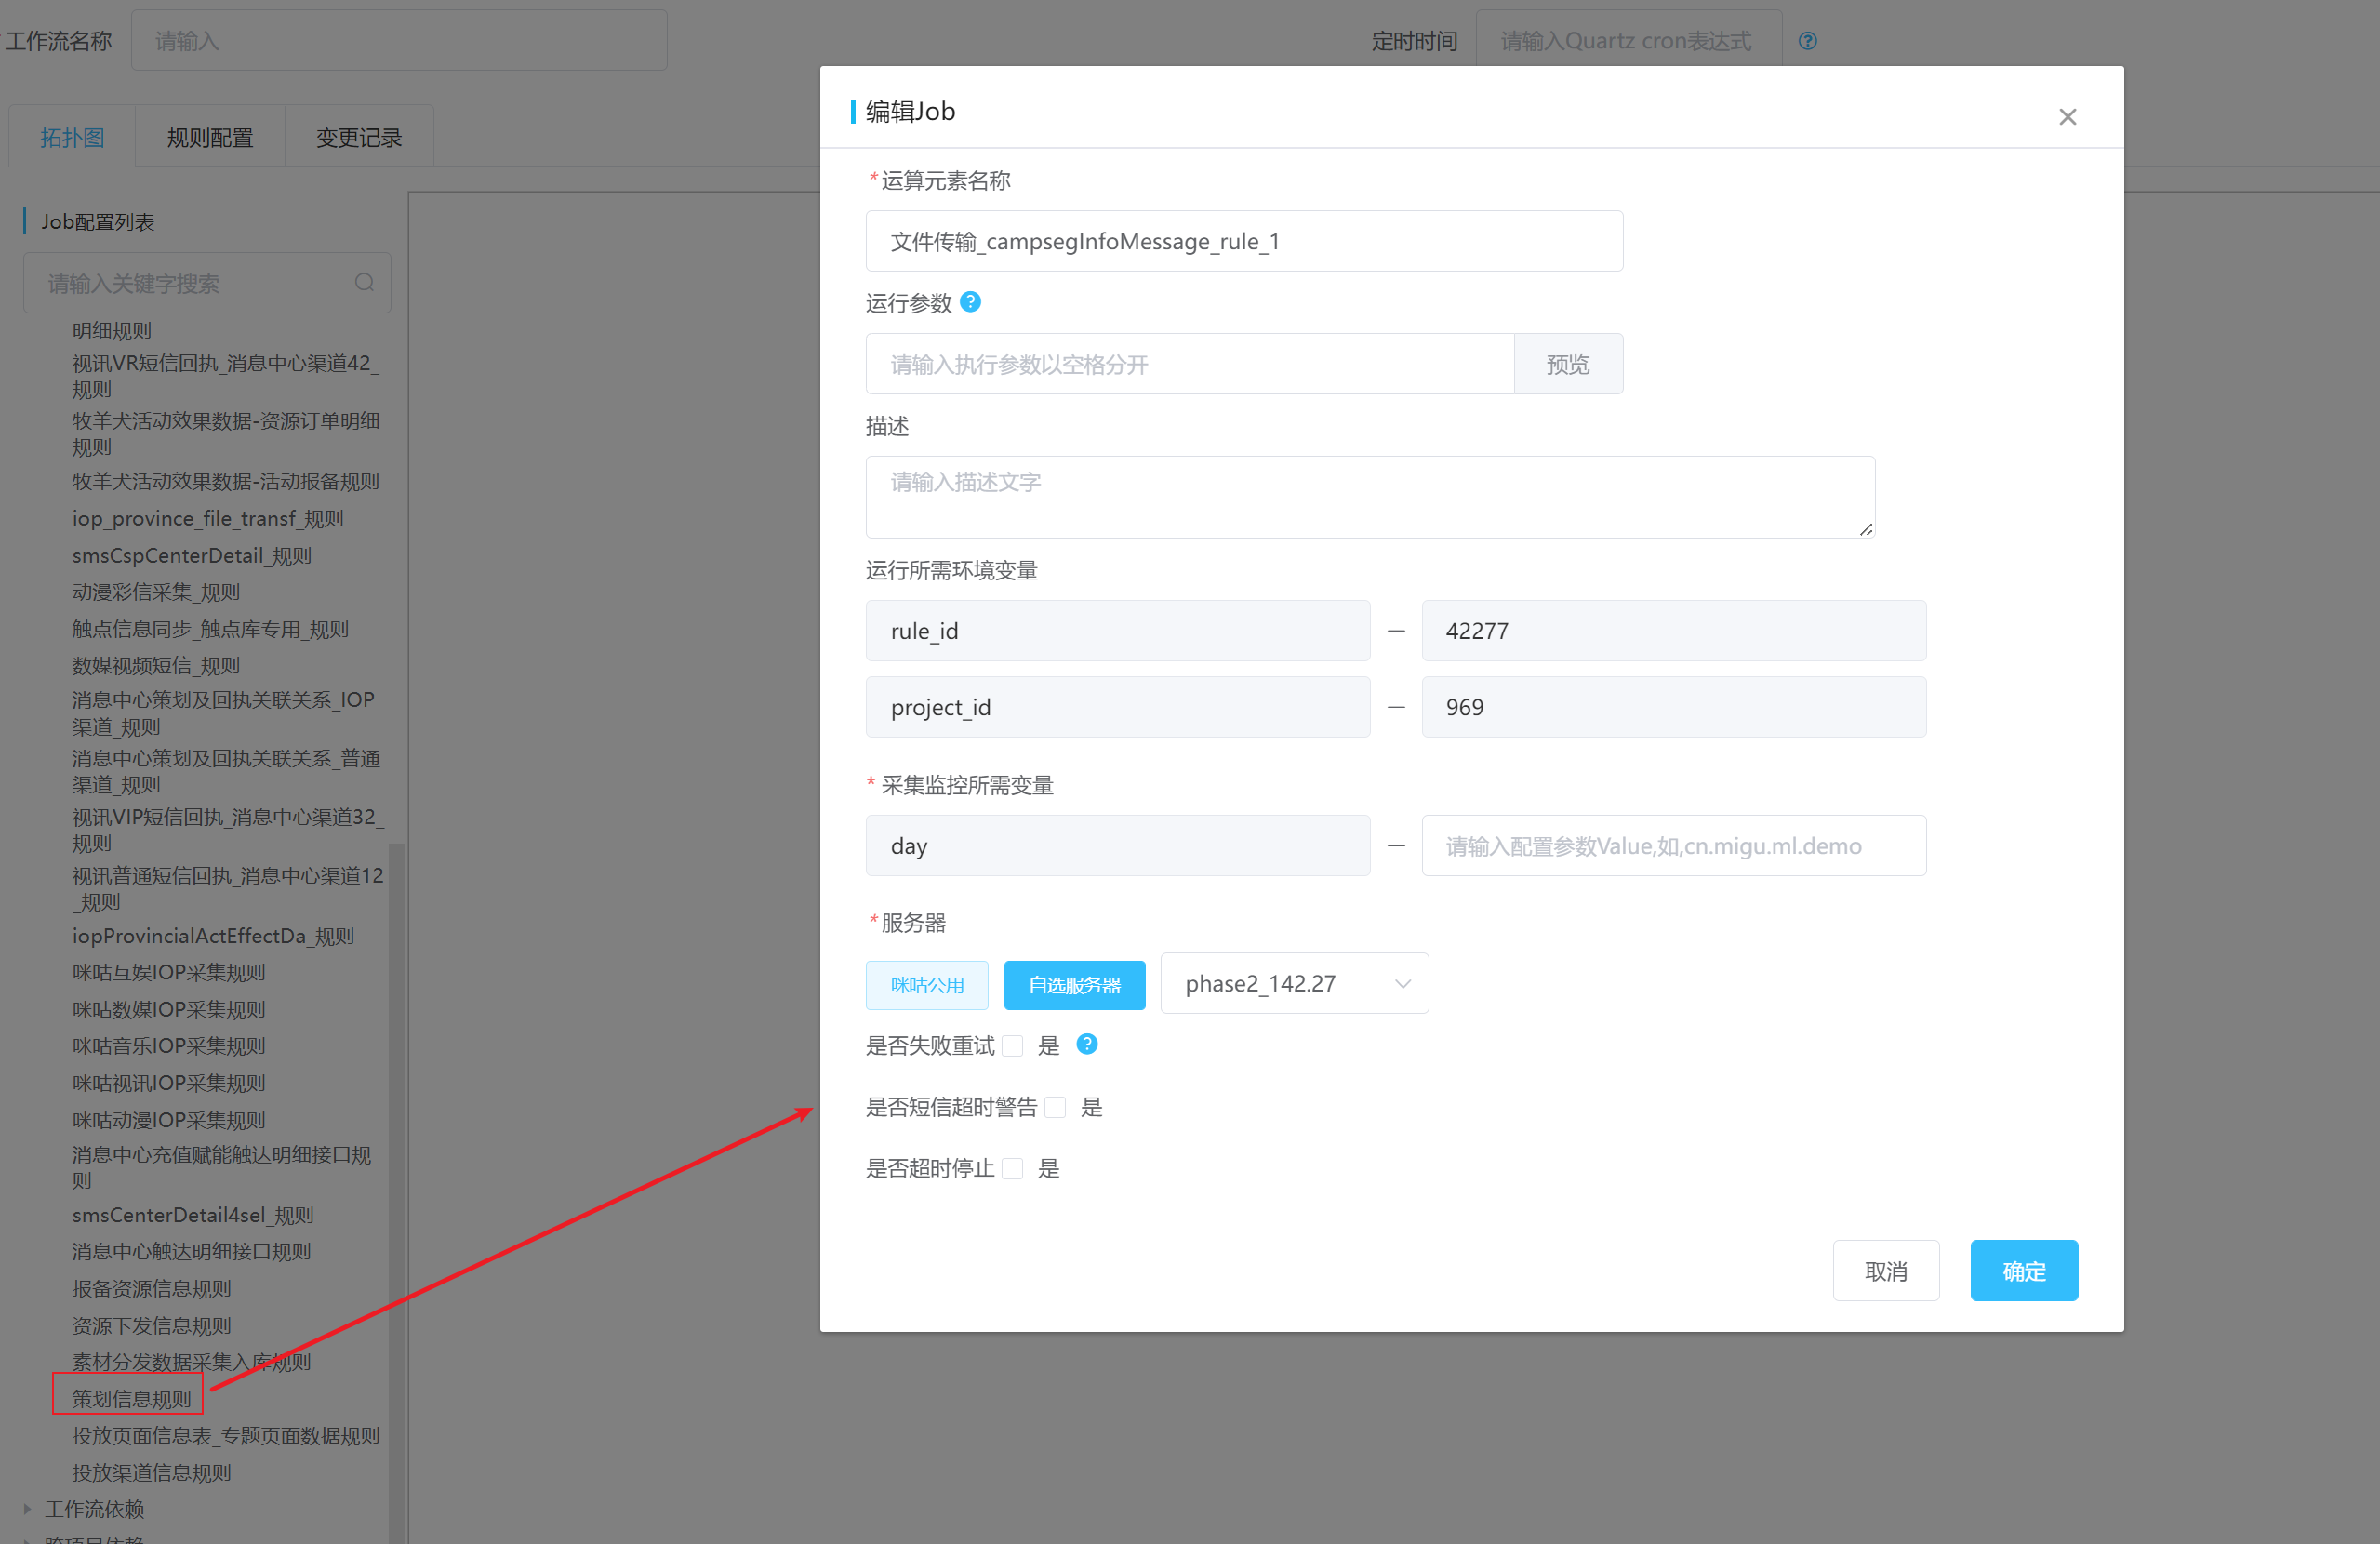 工作流名称
请输入
定时时间
请输入Quartz cron表达式
?
拓扑图
规则配置
变更记录
Job配置列表
请输入关键字搜索
明细规则
视讯VR短信回执_消息中心渠道42_
规则
牧羊犬活动效果数据-资源订单明细
规则
牧羊犬活动效果数据-活动报备规则
iop_province_file_transf_规则
smsCspCenterDetail_规则
动漫彩信采集_规则
触点信息同步_触点库专用_规则
数媒视频短信_规则
消息中心策划及回执关联关系_IOP
渠道_规则
消息中心策划及回执关联关系_普通
渠道_规则
视讯VIP短信回执_消息中心渠道32_
规则
视讯普通短信回执_消息中心渠道12
_规则
iopProvincialActEffectDa_规则
咪咕互娱IOP采集规则
咪咕数媒IOP采集规则
咪咕音乐IOP采集规则
咪咕视讯IOP采集规则
咪咕动漫IOP采集规则
消息中心充值赋能触达明细接口规
则
smsCenterDetail4sel_规则
消息中心触达明细接口规则
报备资源信息规则
资源下发信息规则
素材分发数据采集入库规则
策划信息规则
投放页面信息表_专题页面数据规则
投放渠道信息规则
工作流依赖
跨项目依赖
编辑Job
*运算元素名称
文件传输_campsegInfoMessage_rule_1
运行参数 ?
请输入执行参数以空格分开
预览
描述
请输入描述文字
运行所需环境变量
rule_id — 42277
project_id — 969
* 采集监控所需变量
day — 请输入配置参数Value,如,cn.migu.ml.demo
*服务器
咪咕公用 自选服务器 phase2_142.27
是否失败重试 是 ?
是否短信超时警告 是
是否超时停止 是
取消 确定